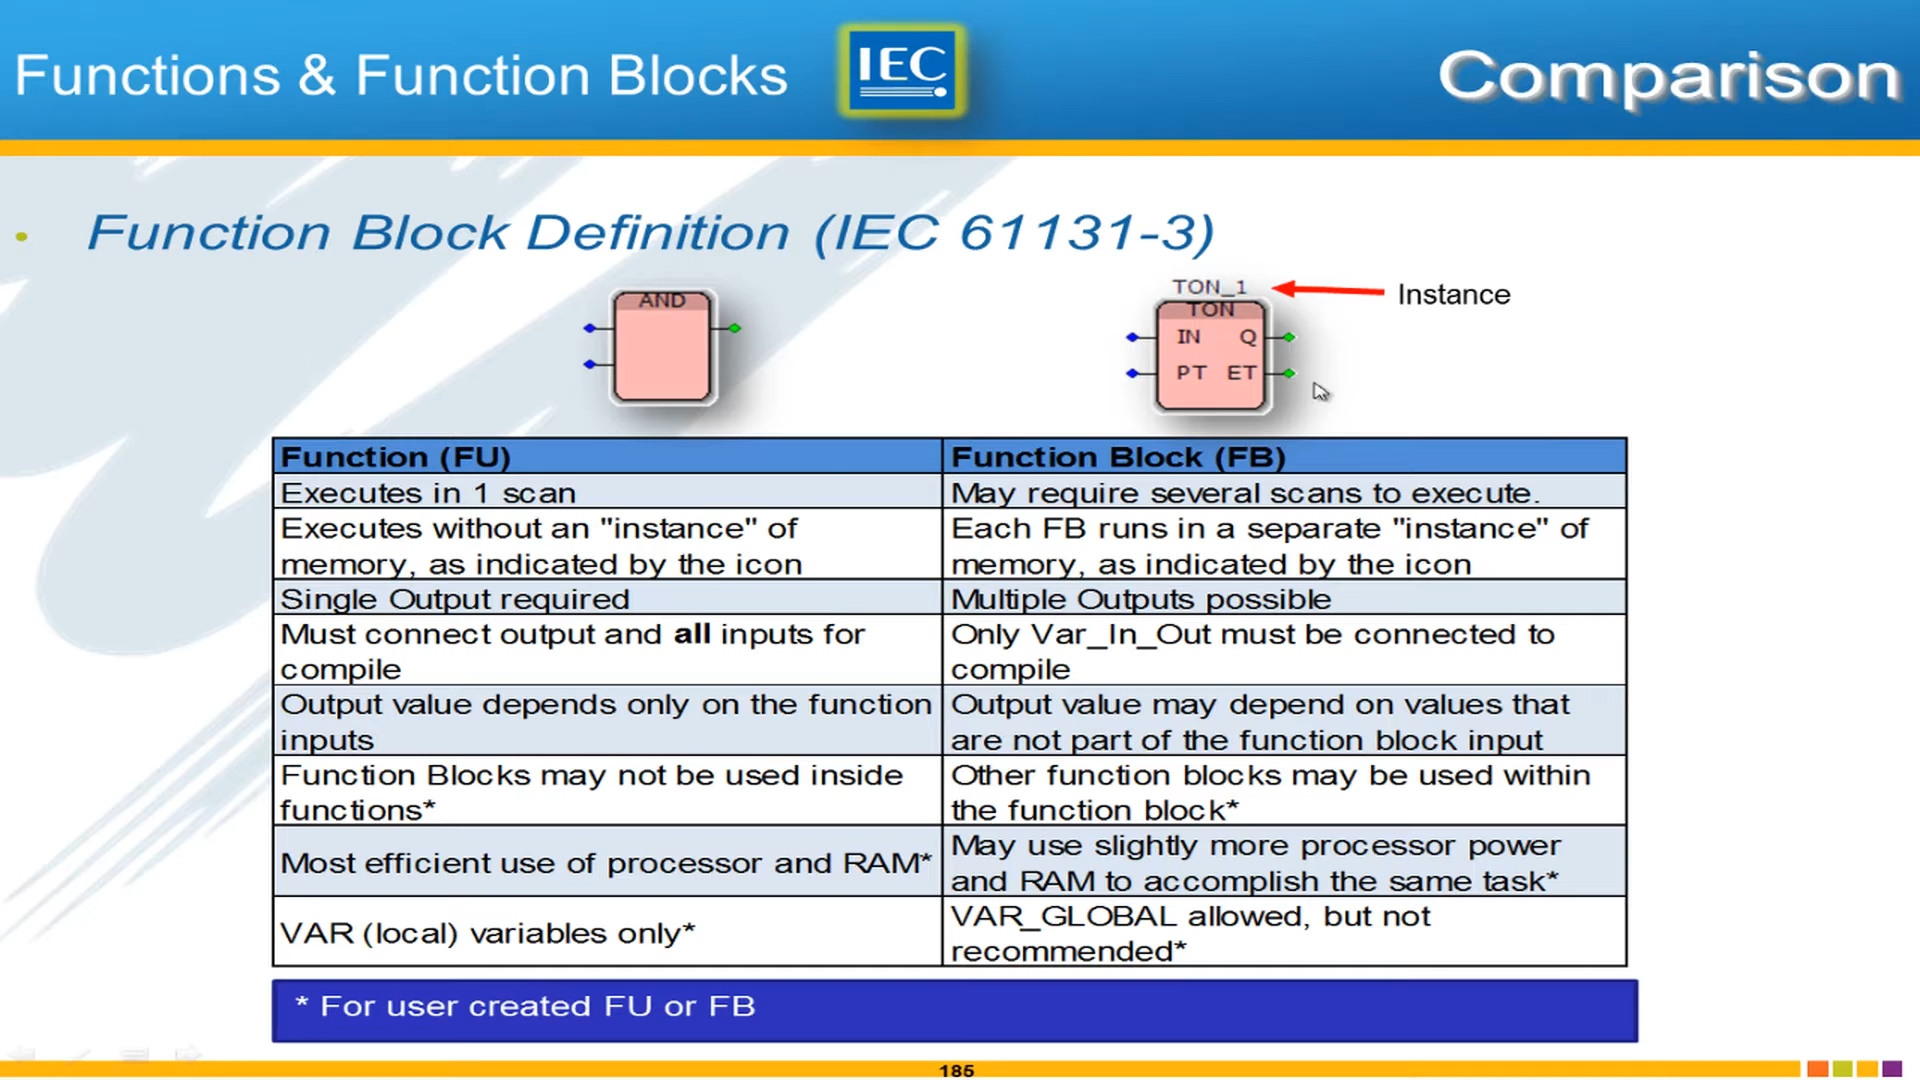 Functions & Function Blocks
IEC
Comparison
• Function Block Definition (IEC 61131-3)
AND
TON_1
Instance
TON
IN Q
PT ET
Function (FU)
Function Block (FB)
Executes in 1 scan
May require several scans to execute.
Executes without an "instance" of
memory, as indicated by the icon
Each FB runs in a separate "instance" of
memory, as indicated by the icon
Single Output required
Multiple Outputs possible
Must connect output and all inputs for
compile
Only Var_In_Out must be connected to
compile
Output value depends only on the function
inputs
Output value may depend on values that
are not part of the function block input
Function Blocks may not be used inside
functions*
Other function blocks may be used within
the function block*
Most efficient use of processor and RAM*
May use slightly more processor power
and RAM to accomplish the same task*
VAR (local) variables only*
VAR_GLOBAL allowed, but not
recommended*
* For user created FU or FB
185